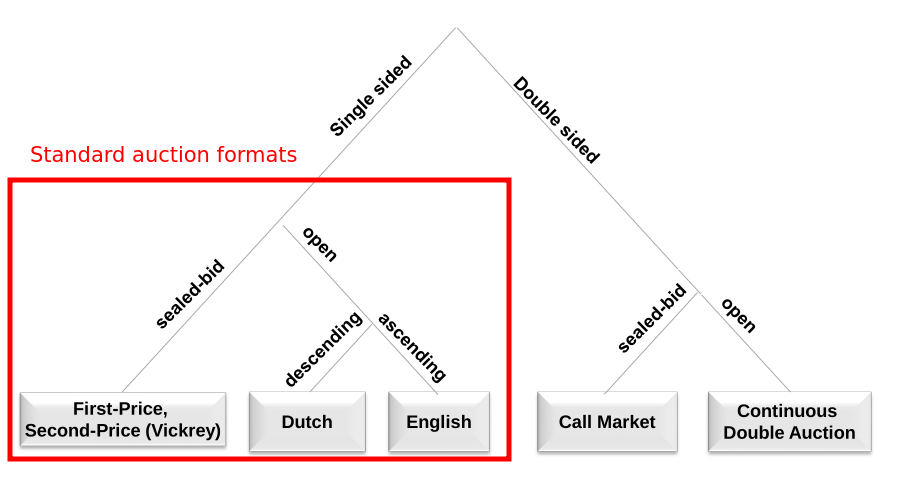 Single sided
Double sided
Standard auction formats
open
sealed-bid
sealed-bid
open
descending
ascending
First-Price,
Second-Price (Vickrey)
Dutch
English
Call Market
Continuous
Double Auction